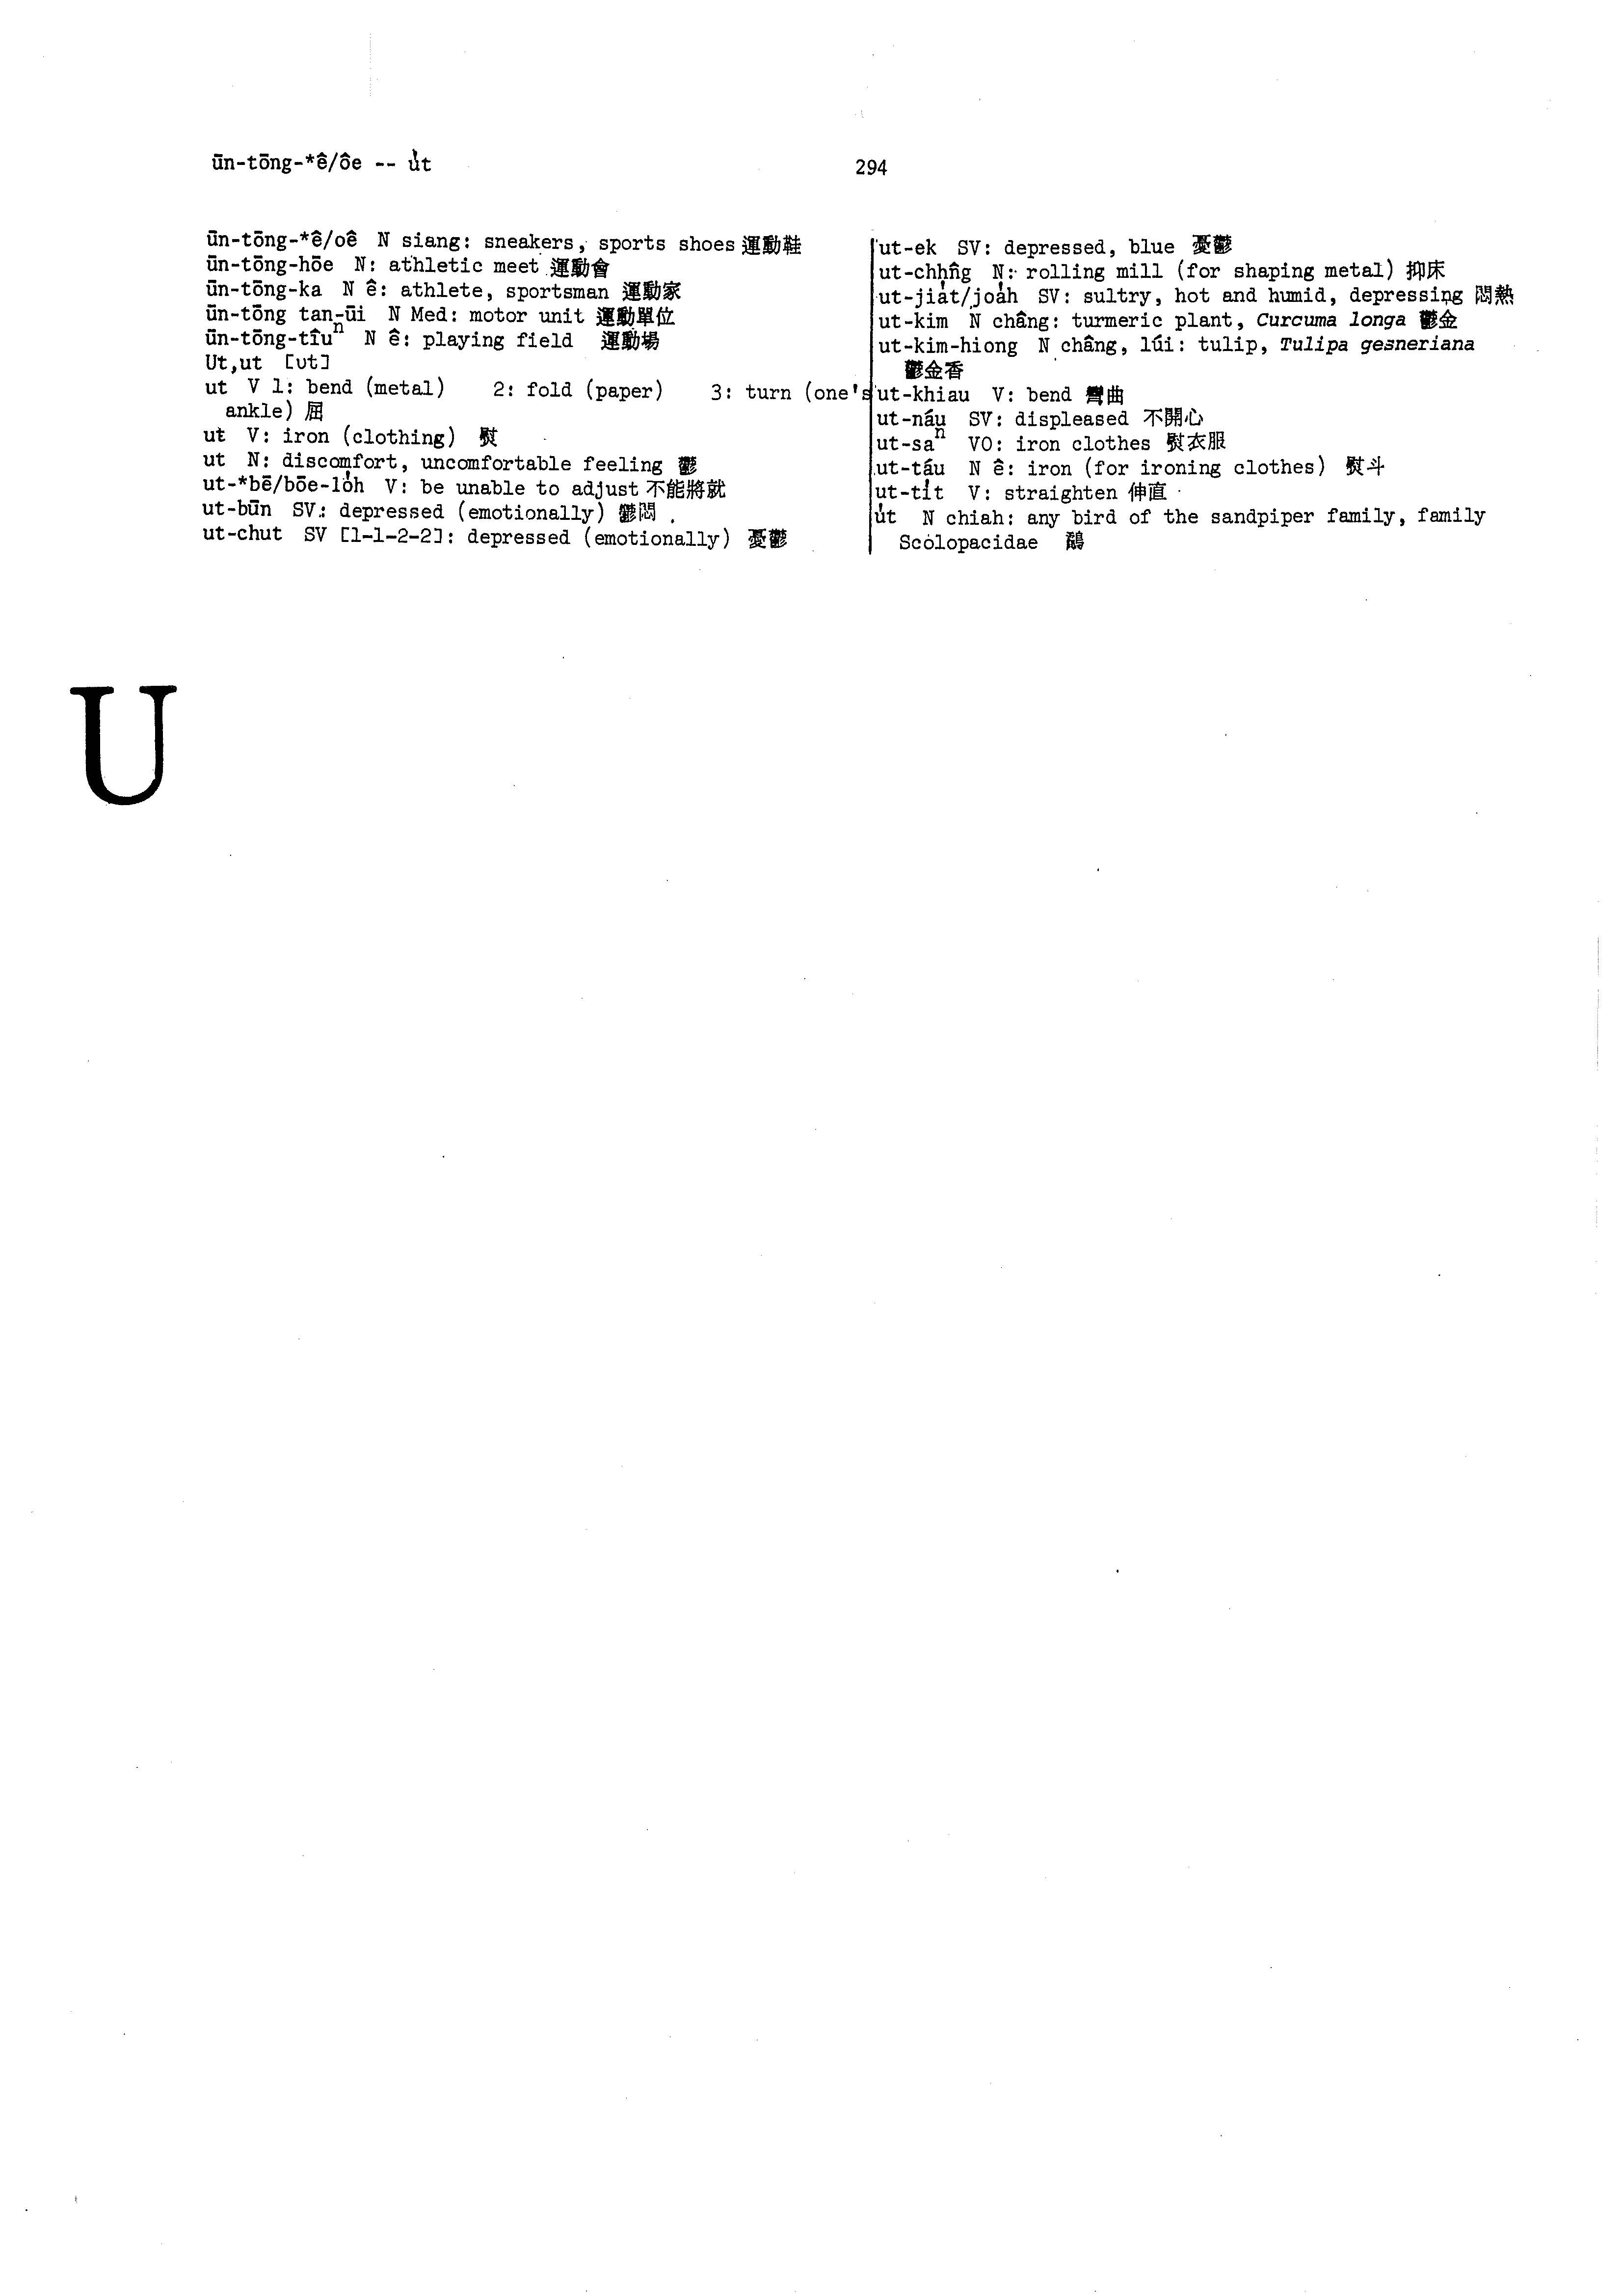 ūn-tōng-*ê/ôe -- u̍t
294
ūn-tōng-*ê/oê N siang: sneakers, sports shoes 運動鞋
ūn-tōng-hōe N: athletic meet 運動會
ūn-tōng-ka N ê: athlete, sportsman 運動家
ūn-tōng tan-ūi N Med: motor unit 運動單位
ūn-tōng-tîuⁿ N ê: playing field 運動場
Ut,ut [ʋt]
ut V 1: bend (metal) 2: fold (paper) 3: turn (one's
ankle) 屈
ut V: iron (clothing) 熨
ut N: discomfort, uncomfortable feeling 鬱
ut-*bē/bōe-lo̍h V: be unable to adjust 不能將就
ut-būn SV: depressed (emotionally) 鬱悶
ut-chut SV [1-1-2-2]: depressed (emotionally) 憂鬱
ut-ek SV: depressed, blue 憂鬱
ut-chhn̂g N: rolling mill (for shaping metal) 抑床
ut-jia̍t/joa̍h SV: sultry, hot and humid, depressing 悶熱
ut-kim N châng: turmeric plant, Curcuma longa 鬱金
ut-kim-hiong N châng, lúi: tulip, Tulipa gesneriana
鬱金香
ut-khiau V: bend 彎曲
ut-náu SV: displeased 不開心
ut-saⁿ VO: iron clothes 熨衣服
ut-táu N ê: iron (for ironing clothes) 熨斗
ut-ti̍t V: straighten 伸直
u̍t N chiah: any bird of the sandpiper family, family
Scolopacidae 鷸
U